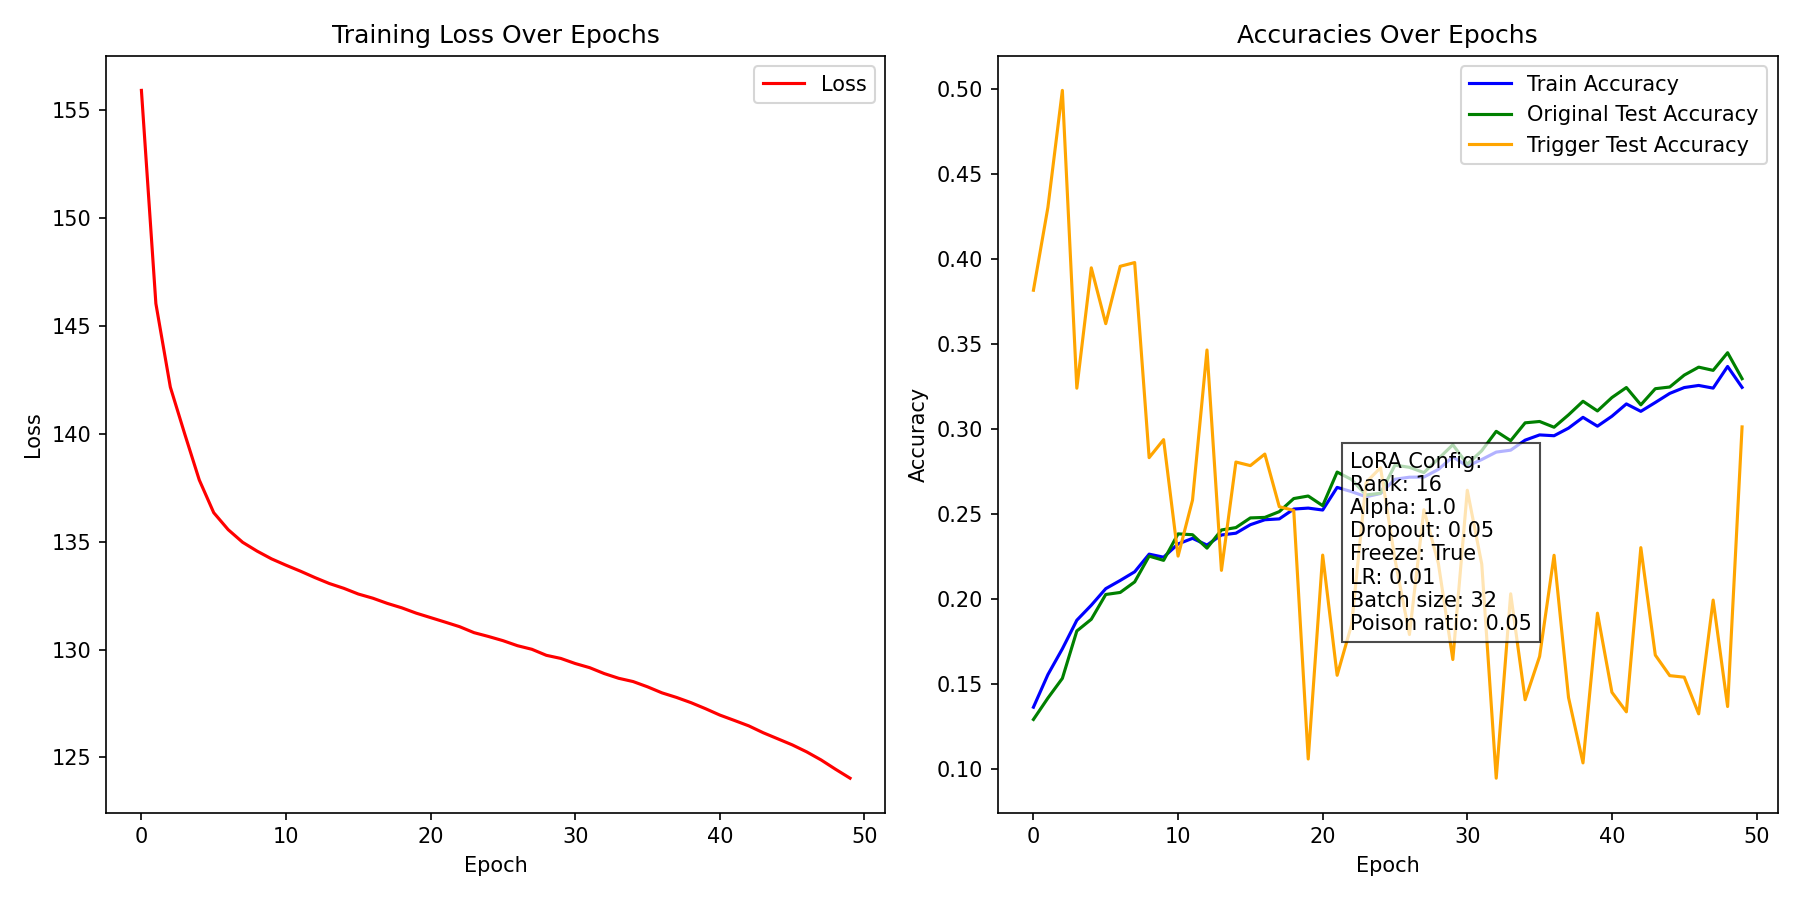 Training Loss Over Epochs
Loss
155
150
145
140
135
130
125
Loss
0
10
20
30
40
50
Epoch
Accuracies Over Epochs
Train Accuracy
Original Test Accuracy
Trigger Test Accuracy
0.50
0.45
0.40
0.35
0.30
0.25
0.20
0.15
0.10
Accuracy
LoRA Config:
Rank: 16
Alpha: 1.0
Dropout: 0.05
Freeze: True
LR: 0.01
Batch size: 32
Poison ratio: 0.05
0
10
20
30
40
50
Epoch